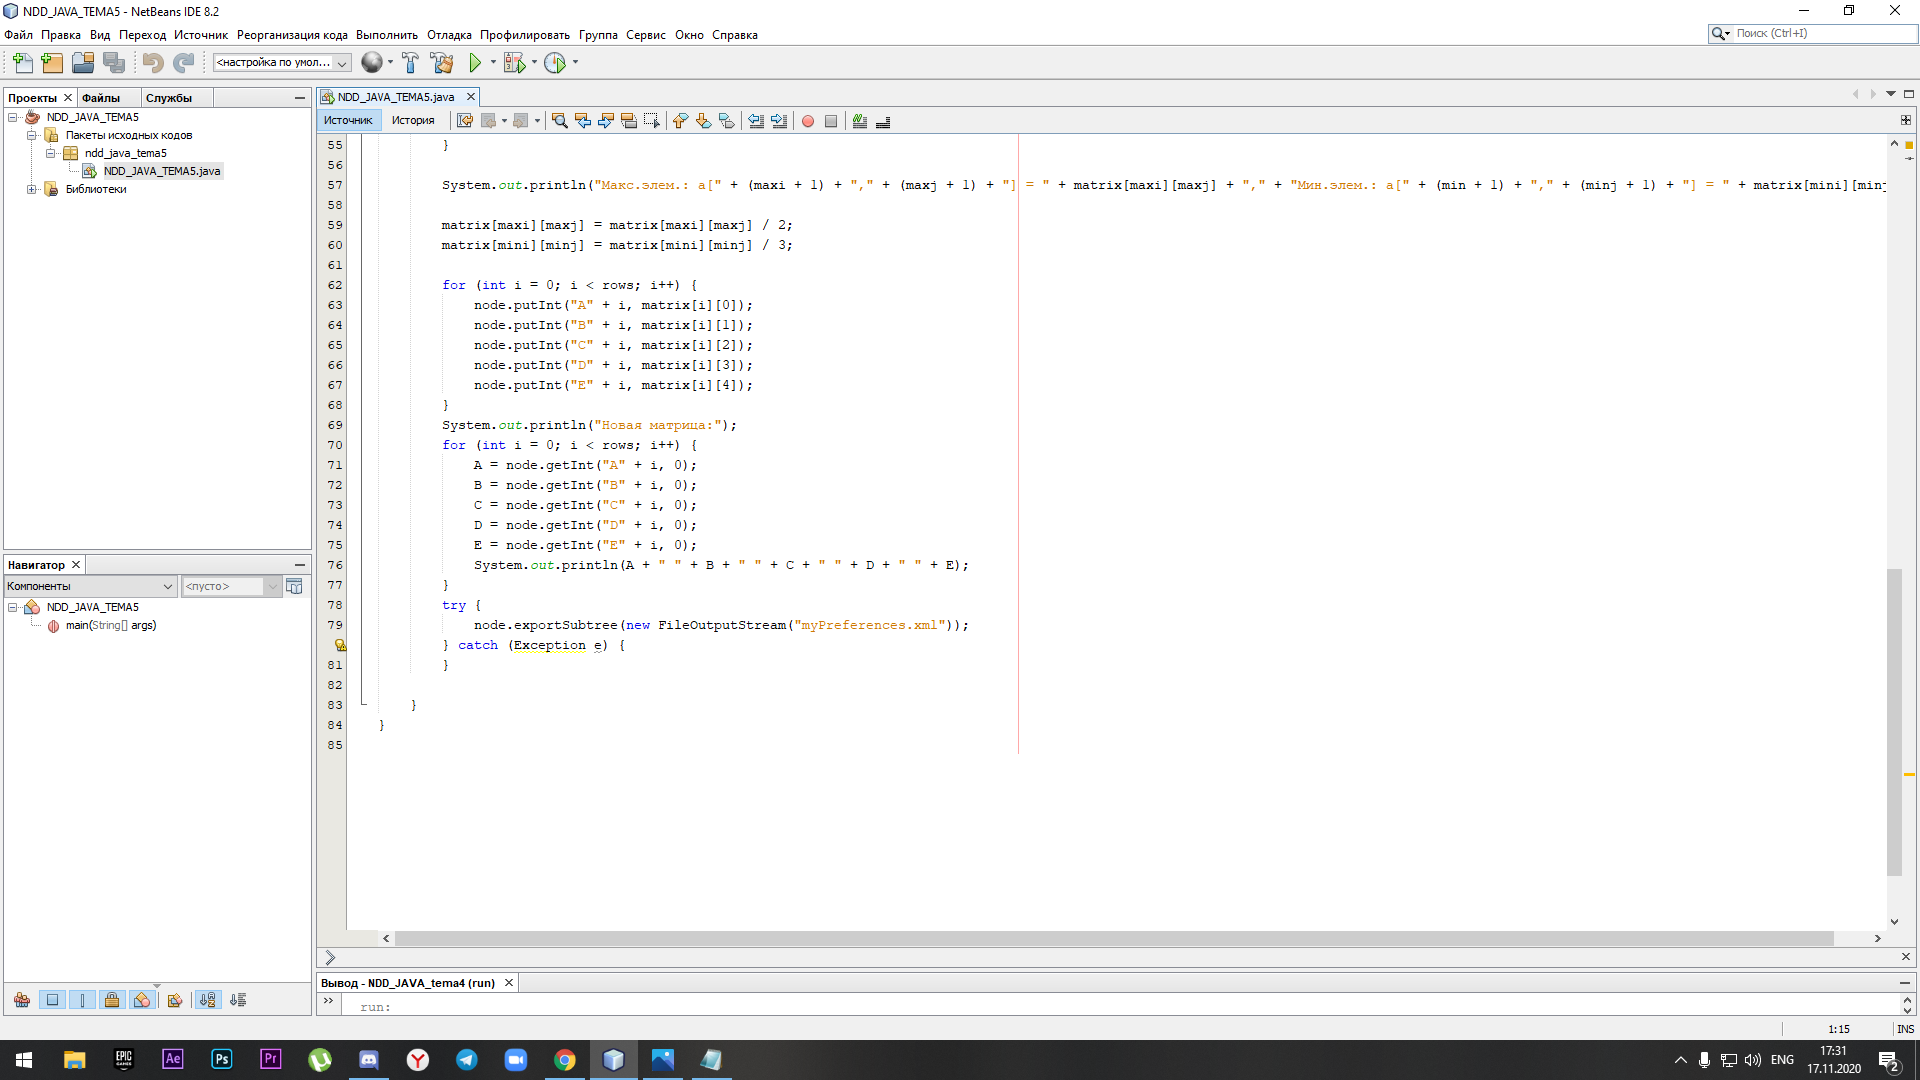 NDD_JAVA_TEMA5 - NetBeans IDE 8.2
Файл Правка Вид Переход Источник Реорганизация кода Выполнить Отладка Профилировать Группа Сервис Окно Справка
Поиск (Ctrl+I)
<настройка по умол...
Проекты Файлы Службы
NDD_JAVA_TEMA5
Пакеты исходных кодов
ndd_java_tema5
NDD_JAVA_TEMA5.java
Библиотеки
Навигатор
Компоненты <пусто>
NDD_JAVA_TEMA5
main(String[] args)
NDD_JAVA_TEMA5.java
Источник История
55 }
56
57 System.out.println("Макс.элем.: a[" + (maxi + 1) + "," + (maxj + 1) + "] = " + matrix[maxi][maxj] + "," + "Мин.элем.: a[" + (min + 1) + "," + (minj + 1) + "] = " + matrix[mini][minj
58
59 matrix[maxi][maxj] = matrix[maxi][maxj] / 2;
60 matrix[mini][minj] = matrix[mini][minj] / 3;
61
62 for (int i = 0; i < rows; i++) {
63 node.putInt("A" + i, matrix[i][0]);
64 node.putInt("B" + i, matrix[i][1]);
65 node.putInt("C" + i, matrix[i][2]);
66 node.putInt("D" + i, matrix[i][3]);
67 node.putInt("E" + i, matrix[i][4]);
68 }
69 System.out.println("Новая матрица:");
70 for (int i = 0; i < rows; i++) {
71 A = node.getInt("A" + i, 0);
72 B = node.getInt("B" + i, 0);
73 C = node.getInt("C" + i, 0);
74 D = node.getInt("D" + i, 0);
75 E = node.getInt("E" + i, 0);
76 System.out.println(A + " " + B + " " + C + " " + D + " " + E);
77 }
78 try {
79 node.exportSubtree(new FileOutputStream("myPreferences.xml"));
} catch (Exception e) {
81 }
82
83 }
84 }
85
Вывод - NDD_JAVA_tema4 (run)
run:
1:15 INS
EPIC GAMES
Ae Ps Pr
ENG
17:31
17.11.2020
2